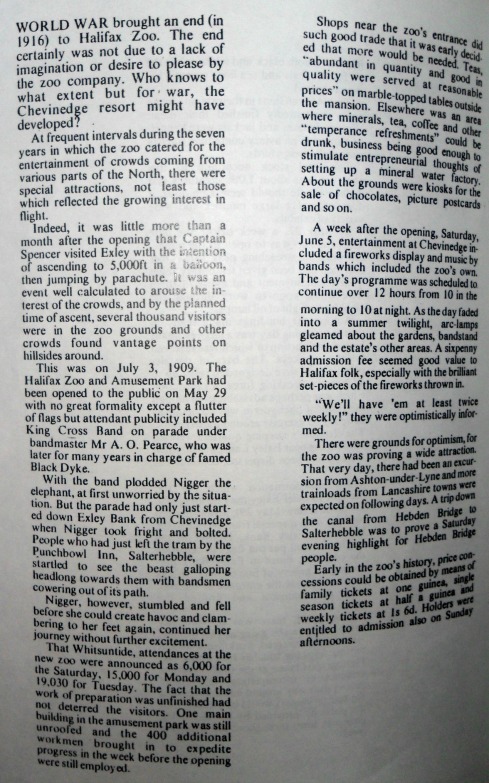 WORLD WAR brought an end (in
1916) to Halifax Zoo. The end
certainly was not due to a lack of
imagination or desire to please by
the zoo company. Who knows to
what extent but for war, the
Chevinedge resort might have
developed?
At frequent intervals during the seven
years in which the zoo catered for the
entertainment of crowds coming from
various parts of the North, there were
special attractions, not least those
which reflected the growing interest in
flight.
Indeed, it was little more than a
month after the opening that Captain
Spencer visited Exley with the intention
of ascending to 5,000ft in a balloon,
then jumping by parachute. It was an
event well calculated to arouse the in-
terest of the crowds, and by the planned
time of ascent, several thousand visitors
were in the zoo grounds and other
crowds found vantage points on
hillsides around.
This was on July 3, 1909. The
Halifax Zoo and Amusement Park had
been opened to the public on May 29
with no great formality except a flutter
of flags but attendant publicity included
King Cross Band on parade under
bandmaster Mr A. O. Pearce, who was
later for many years in charge of famed
Black Dyke.
With the band plodded Nigger the
elephant, at first unworried by the situa-
tion. But the parade had only just start-
ed down Exley Bank from Chevinedge
when Nigger took fright and bolted.
People who had just left the tram by the
Punchbowl Inn, Salterhebble, were
startled to see the beast galloping
headlong towards them with bandsmen
cowering out of its path.
Nigger, however, stumbled and fell
before she could create havoc and clam-
bering to her feet again, continued her
journey without further excitement.
That Whitsuntide, attendances at the
new zoo were announced as 6,000 for
the Saturday, 15,000 for Monday and
19,030 for Tuesday. The fact that the
work of preparation was unfinished had
not deterred the visitors. One main
building in the amusement park was still
unroofed and the 400 additional
workmen brought in to expedite
progress in the week before the opening
were still employed.
Shops near the zoo's entrance did
such good trade that it was early decid-
ed that more would be needed. Teas,
"abundant in quantity and good in
quality were served at reasonable
prices" on marble-topped tables outside
the mansion. Elsewhere was an area
where minerals, tea, coffee and other
"temperance refreshments" could be
drunk, business being good enough to
stimulate entrepreneurial thoughts of
setting up a mineral water factory.
About the grounds were kiosks for the
sale of chocolates, picture postcards
and so on.
A week after the opening, Saturday,
June 5, entertainment at Chevinedge in-
cluded a fireworks display and music by
bands which included the zoo's own.
The day's programme was scheduled to
continue over 12 hours from 10 in the
morning to 10 at night. As the day faded
into a summer twilight, arc-lamps
gleamed about the gardens, bandstand
and the estate's other areas. A sixpenny
admission fee seemed good value to
Halifax folk, especially with the brilliant
set-pieces of the fireworks thrown in.
"We'll have 'em at least twice
weekly!" they were optimistically infor-
med.
There were grounds for optimism, for
the zoo was proving a wide attraction.
That very day, there had been an excur-
sion from Ashton-under-Lyne and more
trainloads from Lancashire towns were
expected on following days. A trip down
the canal from Hebden Bridge to
Salterhebble was to prove a Saturday
evening highlight for Hebden Bridge
people.
Early in the zoo's history, price con-
cessions could be obtained by means of
family tickets at one guinea, single
season tickets at half a guinea and
weekly tickets at 1s 6d. Holders were
entitled to admission also on Sunday
afternoons.